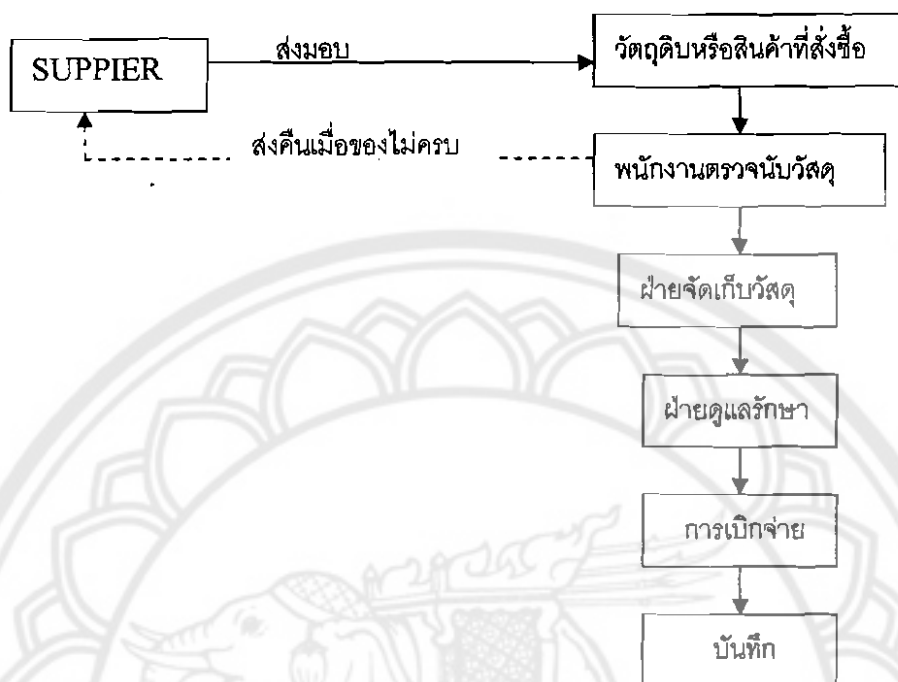 SUPPIER
ส่งมอบ
วัตถุดิบหรือสินค้าที่สั่งซื้อ
ส่งคืนเมื่อของไม่ครบ
พนักงานตรวจนับวัสดุ
ฝ่ายจัดเก็บวัสดุ
ฝ่ายดูแลรักษา
การเบิกจ่าย
บันทึก